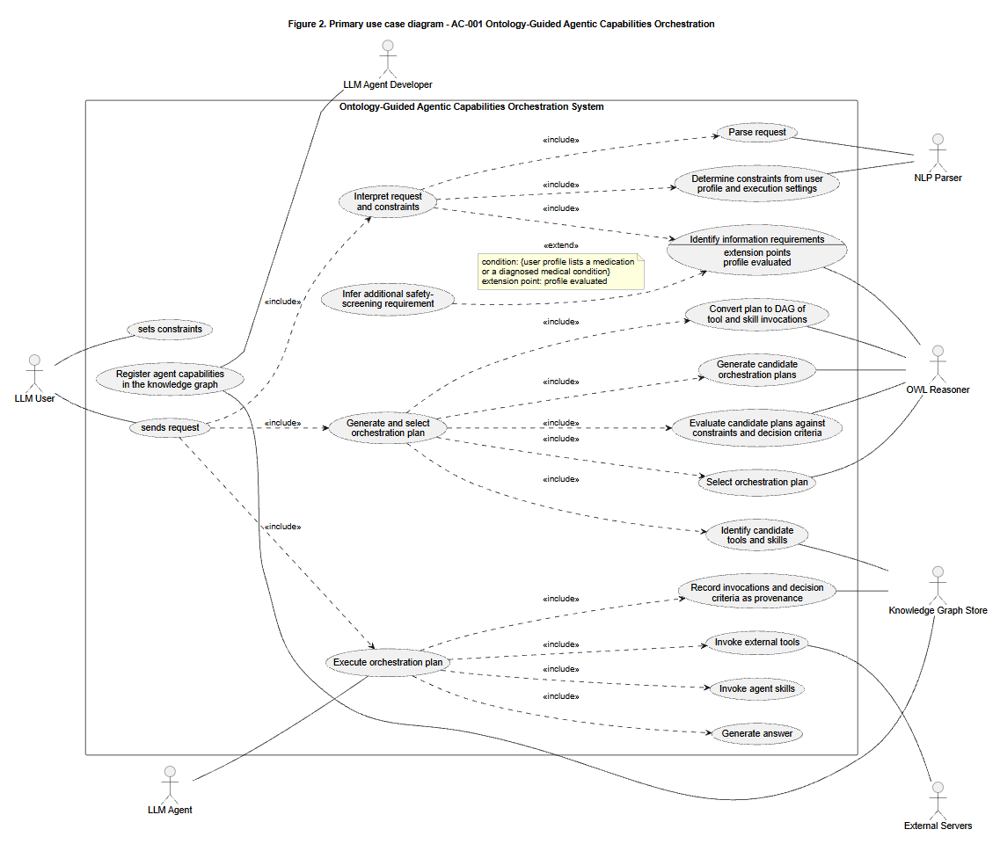 Figure 2. Primary use case diagram - AC-001 Ontology-Guided Agentic Capabilities Orchestration
LLM Agent Developer
Ontology-Guided Agentic Capabilities Orchestration System
Parse request
«include»
NLP Parser
Determine constraints from user
profile and execution settings
«include»
Interpret request
and constraints
«include»
Identify information requirements
extension points
profile evaluated
«extend»
condition: {user profile lists a medication
or a diagnosed medical condition}
extension point: profile evaluated
Infer additional safety-
screening requirement
«include»
Convert plan to DAG of
tool and skill invocations
«include»
sets constraints
Generate candidate
orchestration plans
Register agent capabilities
in the knowledge graph
«include»
LLM User
OWL Reasoner
sends request
«include»
Generate and select
orchestration plan
«include»
«include»
Evaluate candidate plans against
constraints and decision criteria
Select orchestration plan
«include»
«include»
Identify candidate
tools and skills
Record invocations and decision
criteria as provenance
«include»
Knowledge Graph Store
Invoke external tools
«include»
Execute orchestration plan
«include»
Invoke agent skills
«include»
Generate answer
LLM Agent
External Servers